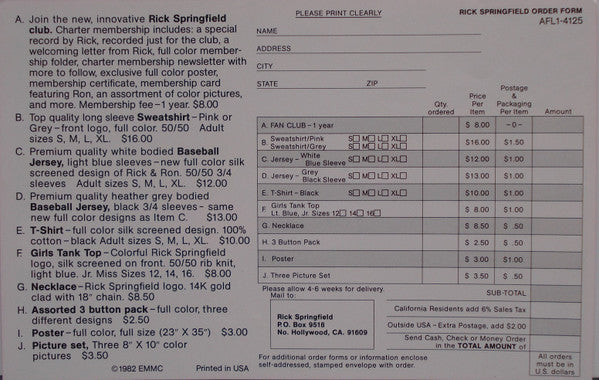 A. Join the new, innovative Rick Springfield
club. Charter membership includes: a special
record by Rick, recorded just for the club, a
welcoming letter from Rick, full color member-
ship folder, charter membership newsletter with
more to follow, exclusive full color poster,
membership certificate, membership card
featuring Ron, an assortment of color pictures,
and more. Membership fee–1 year. $8.00
B. Top quality long sleeve Sweatshirt – Pink or
Grey–front logo, full color. 50/50 Adult
sizes S, M, L, XL. $16.00
C. Premium quality white bodied Baseball
Jersey, light blue sleeves–new full color silk
screened design of Rick & Ron. 50/50 3/4
sleeves Adult sizes S, M, L, XL. $12.00
D. Premium quality heather grey bodied
Baseball Jersey, black 3/4 sleeves – same
new full color designs as Item C. $13.00
E. T-Shirt–full color silk screened design. 100%
cotton–black Adult sizes S, M, L, XL. $10.00
F. Girls Tank Top–Colorful Rick Springfield
logo, silk screened on front. 50/50 rib knit,
light blue. Jr. Miss Sizes 12, 14, 16. $8.00
G. Necklace–Rick Springfield logo. 14K gold
clad with 18" chain. $8.50
H. Assorted 3 button pack–full color, three
different designs $2.50
I. Poster–full color, full size (23" X 35") $3.00
J. Picture set, Three 8" X 10" color
pictures $3.50
©1982 EMMC Printed in USA
PLEASE PRINT CLEARLY
RICK SPRINGFIELD ORDER FORM
AFL1-4125
NAME
ADDRESS
CITY
STATE ZIP
Qty. ordered Price Per Item Postage & Packaging Per Item Amount
A. FAN CLUB–1 year $ 8.00 –0–
B. Sweatshirt/Pink S☐ M☐ L☐ XL☐
Sweatshirt/Grey S☐ M☐ L☐ XL☐ $16.00 $1.50
C. Jersey– White
Blue Sleeve S☐ M☐ L☐ XL☐ $12.00 $1.00
D. Jersey– Grey
Black Sleeve S☐ M☐ L☐ XL☐ $13.00 $1.00
E. T-Shirt–Black S☐ M☐ L☐ XL☐ $10.00 $1.00
F. Girls Tank Top
Lt. Blue, Jr. Sizes 12☐ 14☐ 16☐ $ 8.00 $1.00
G. Necklace $ 8.50 $ .50
H. 3 Button Pack $ 2.50 $ .50
I. Poster $ 3.00 $1.00
J. Three Picture Set $ 3.50 $ .50
Please allow 4-6 weeks for delivery.
Mail to:
Rick Springfield
P.O. Box 9516
No. Hollywood, CA. 91609
SUB-TOTAL
California Residents add 6% Sales Tax
Outside USA–Extra Postage, add $2.00
Send Cash, Check or Money Order
in the TOTAL AMOUNT of
For additional order forms or information enclose
self-addressed, stamped envelope with order.
All orders
must be in
U.S. dollars